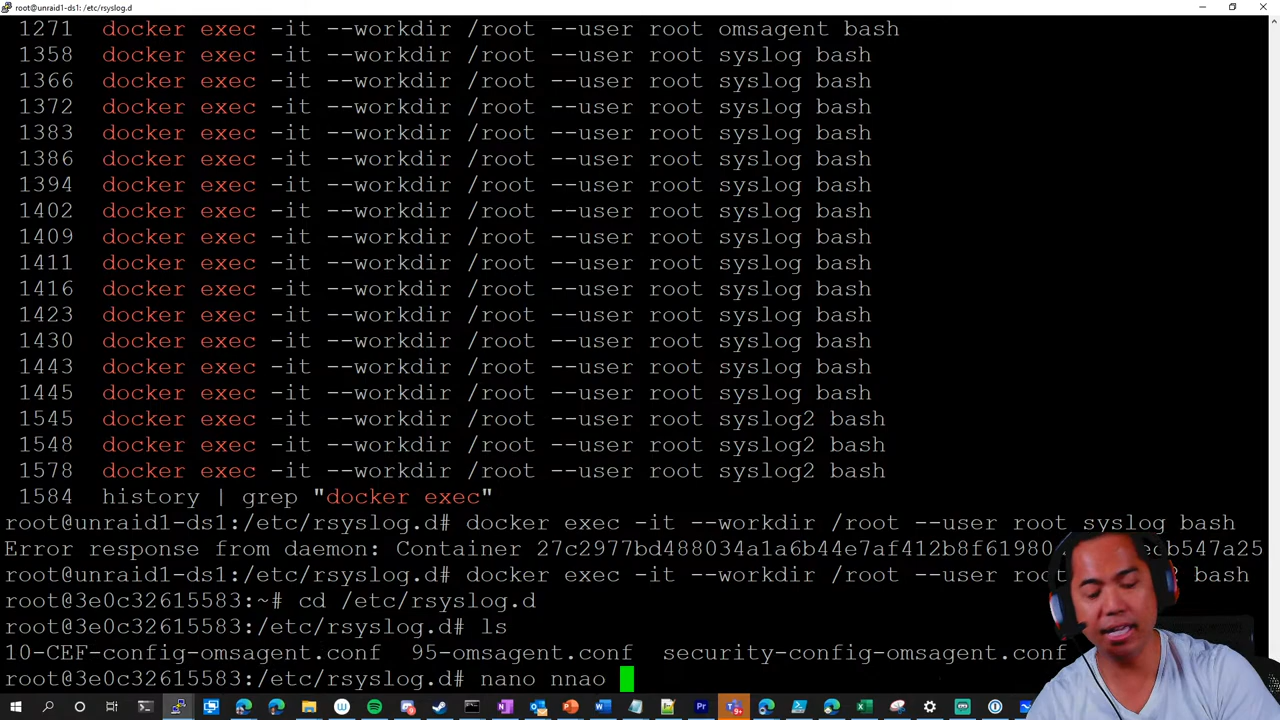 root@unraid1-ds1: /etc/rsyslog.d
1271 docker exec -it --workdir /root --user root omsagent bash
1358 docker exec -it --workdir /root --user root syslog bash
1366 docker exec -it --workdir /root --user root syslog bash
1372 docker exec -it --workdir /root --user root syslog bash
1383 docker exec -it --workdir /root --user root syslog bash
1386 docker exec -it --workdir /root --user root syslog bash
1394 docker exec -it --workdir /root --user root syslog bash
1402 docker exec -it --workdir /root --user root syslog bash
1409 docker exec -it --workdir /root --user root syslog bash
1411 docker exec -it --workdir /root --user root syslog bash
1416 docker exec -it --workdir /root --user root syslog bash
1423 docker exec -it --workdir /root --user root syslog bash
1430 docker exec -it --workdir /root --user root syslog bash
1443 docker exec -it --workdir /root --user root syslog bash
1445 docker exec -it --workdir /root --user root syslog bash
1545 docker exec -it --workdir /root --user root syslog2 bash
1548 docker exec -it --workdir /root --user root syslog2 bash
1578 docker exec -it --workdir /root --user root syslog2 bash
1584 history | grep "docker exec"
root@unraid1-ds1:/etc/rsyslog.d# docker exec -it --workdir /root --user root syslog bash
Error response from daemon: Container
root@unraid1-ds1:/etc/rsyslog.d# docker exec -it --workdir /root --user bash
root@3e0c32615583:~# cd /etc/rsyslog.d
root@3e0c32615583:/etc/rsyslog.d# ls
10-CEF-config-omsagent.conf 95-omsagent.conf security-config-omsagent.conf
root@3e0c32615583:/etc/rsyslog.d# nano nnao